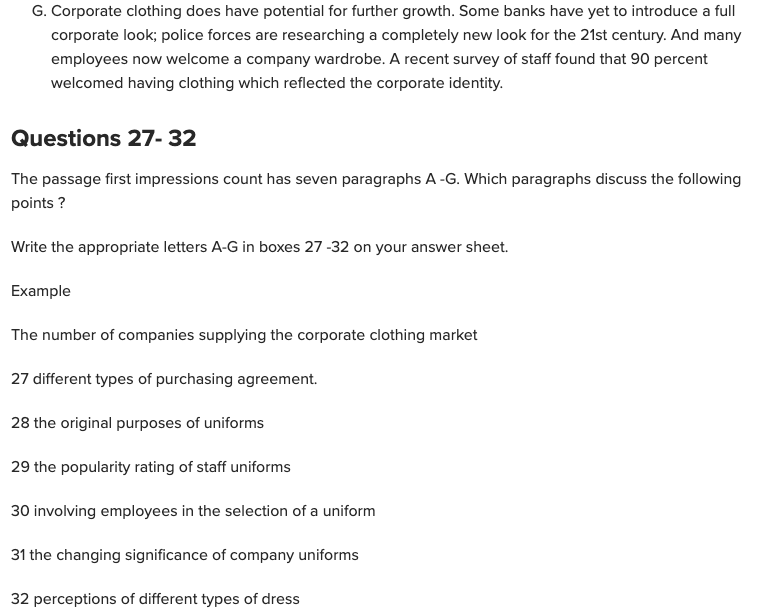 G. Corporate clothing does have potential for further growth. Some banks have yet to introduce a full
corporate look; police forces are researching a completely new look for the 21st century. And many
employees now welcome a company wardrobe. A recent survey of staff found that 90 percent
welcomed having clothing which reflected the corporate identity.
Questions 27- 32
The passage first impressions count has seven paragraphs A -G. Which paragraphs discuss the following
points ?
Write the appropriate letters A-G in boxes 27 -32 on your answer sheet.
Example
The number of companies supplying the corporate clothing market
27 different types of purchasing agreement.
28 the original purposes of uniforms
29 the popularity rating of staff uniforms
30 involving employees in the selection of a uniform
31 the changing significance of company uniforms
32 perceptions of different types of dress